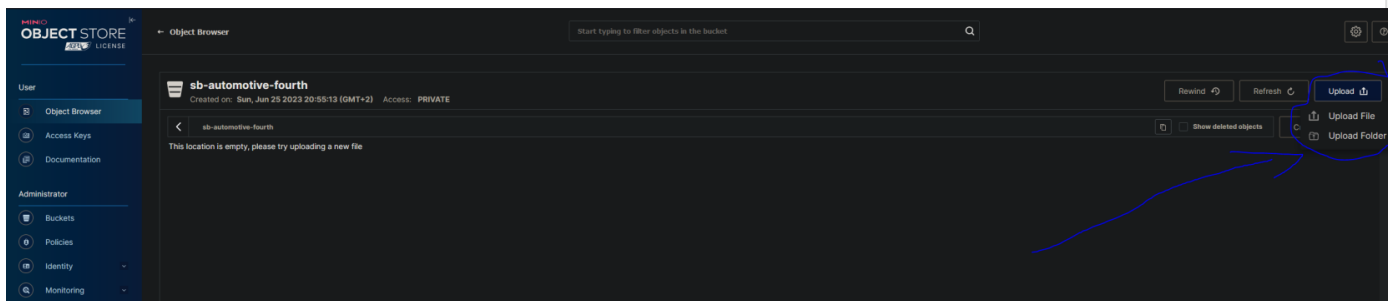 MINIO
OBJECT STORE
LICENSE
← Object Browser
Start typing to filter objects in the bucket
User
Object Browser
Access Keys
Documentation
Administrator
Buckets
Policies
Identity
Monitoring
sb-automotive-fourth
Created on: Sun, Jun 25 2023 20:55:13 (GMT+2) Access: PRIVATE
Rewind
Refresh
Upload
Upload File
Upload Folder
sb-automotive-fourth
Show deleted objects
This location is empty, please try uploading a new file